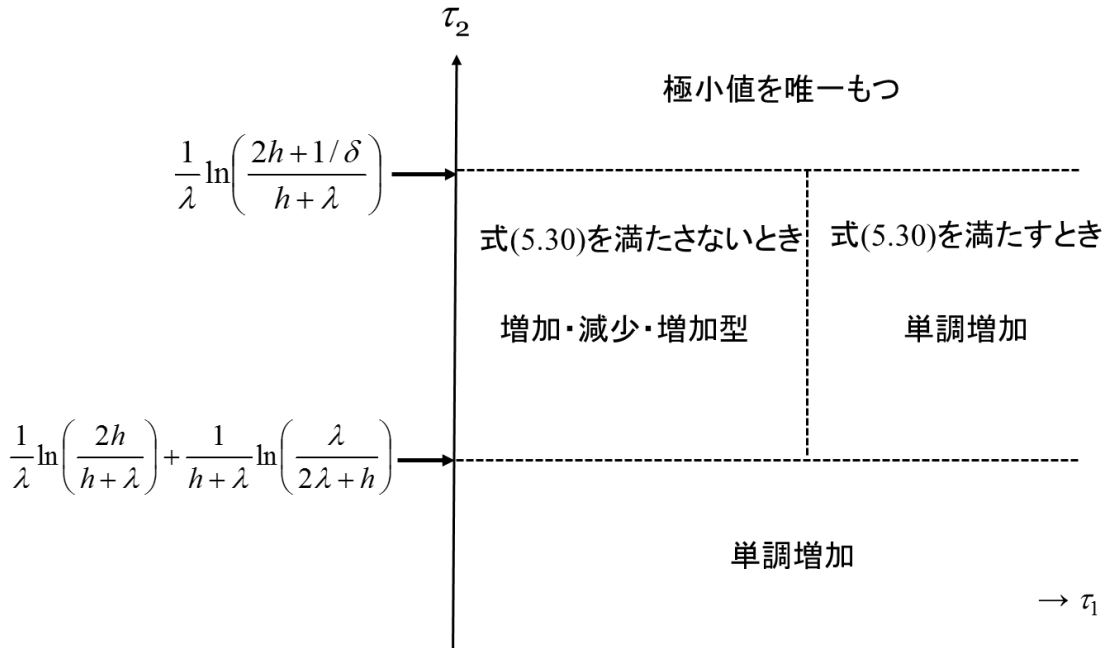 τ₂
極小値を唯一もつ
1/λ ln((2h+1/δ)/(h+λ))
式(5.30)を満たさないとき
式(5.30)を満たすとき
増加・減少・増加型
単調増加
1/λ ln(2h/(h+λ)) + 1/(h+λ) ln(λ/(2λ+h))
単調増加
→ τ₁